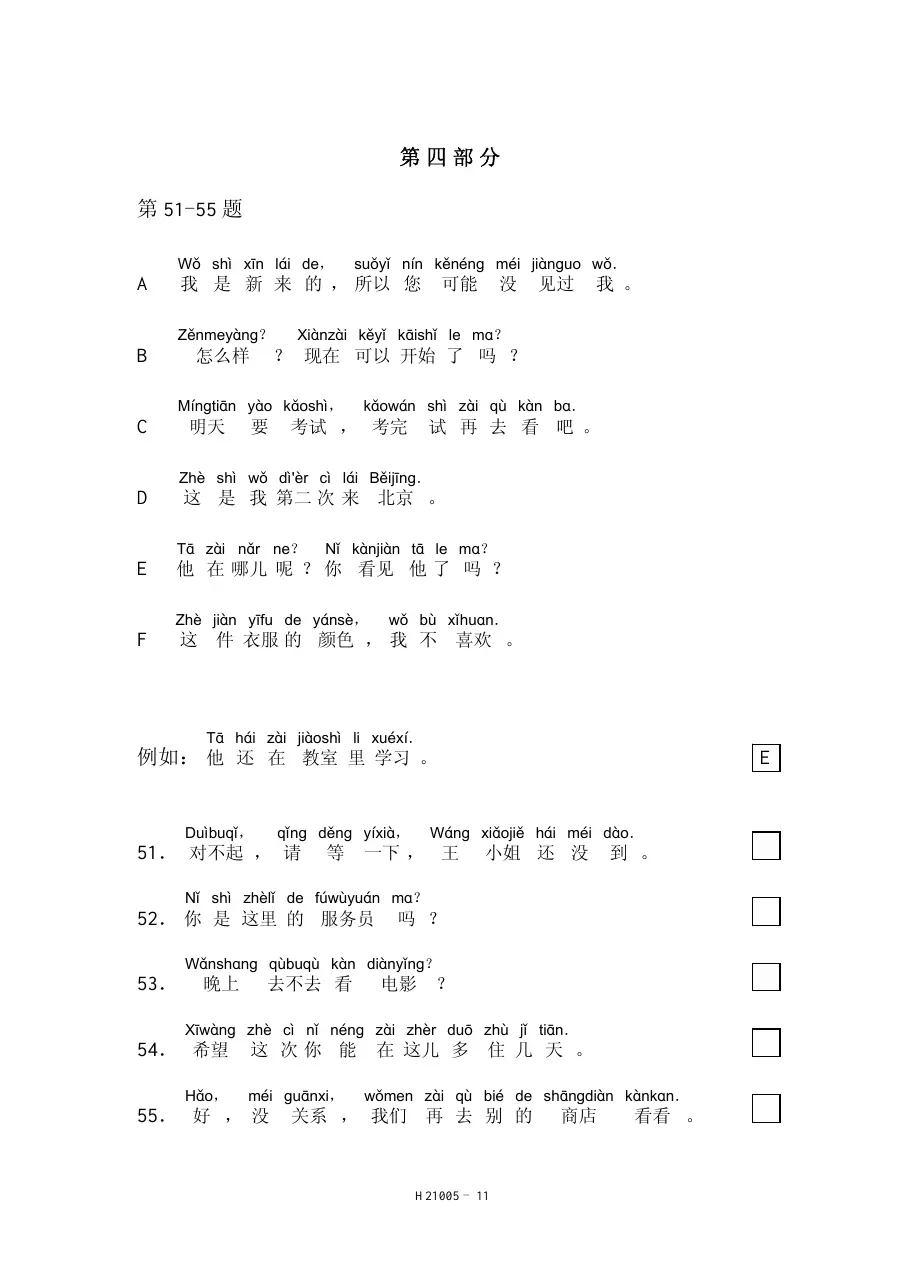 第四部分
第 51-55 题
Wǒ shì xīn lái de, suǒyǐ nín kěnéng méi jiànguo wǒ.
A 我 是 新 来 的 , 所以 您 可能 没 见过 我 。
Zěnmeyàng? Xiànzài kěyǐ kāishǐ le ma?
B 怎么样 ? 现在 可以 开始 了 吗 ?
Míngtiān yào kǎoshì, kǎowán shì zài qù kàn ba.
C 明天 要 考试 , 考完 试 再 去 看 吧 。
Zhè shì wǒ dì'èr cì lái Běijīng.
D 这 是 我 第二 次 来 北京 。
Tā zài nǎr ne? Nǐ kànjiàn tā le ma?
E 他 在 哪儿 呢 ? 你 看见 他 了 吗 ?
Zhè jiàn yīfu de yánsè, wǒ bù xǐhuan.
F 这 件 衣服 的 颜色 , 我 不 喜欢 。
Tā hái zài jiàoshì li xuéxí.
例如: 他 还 在 教室 里 学习 。 E
Duìbuqǐ, qǐng děng yíxià, Wáng xiǎojiě hái méi dào.
51. 对不起 , 请 等 一下 , 王 小姐 还 没 到 。
Nǐ shì zhèlǐ de fúwùyuán ma?
52. 你 是 这里 的 服务员 吗 ?
Wǎnshang qùbuqù kàn diànyǐng?
53. 晚上 去不去 看 电影 ?
Xīwàng zhè cì nǐ néng zài zhèr duō zhù jǐ tiān.
54. 希望 这 次 你 能 在 这儿 多 住 几 天 。
Hǎo, méi guānxi, wǒmen zài qù bié de shāngdiàn kànkan.
55. 好 , 没 关系 , 我们 再 去 别 的 商店 看看 。
H21005 - 11